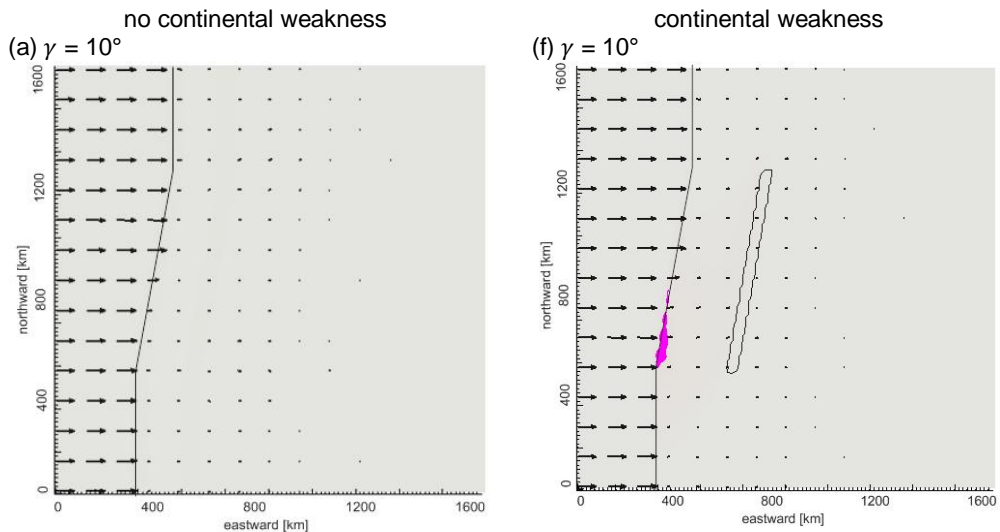 no continental weakness
continental weakness
(a) γ = 10°
(f) γ = 10°
1600
1200
800
400
0
northward [km]
0
400
800
1200
1600
eastward [km]
1600
1200
800
400
0
northward [km]
0
400
800
1200
1600
eastward [km]